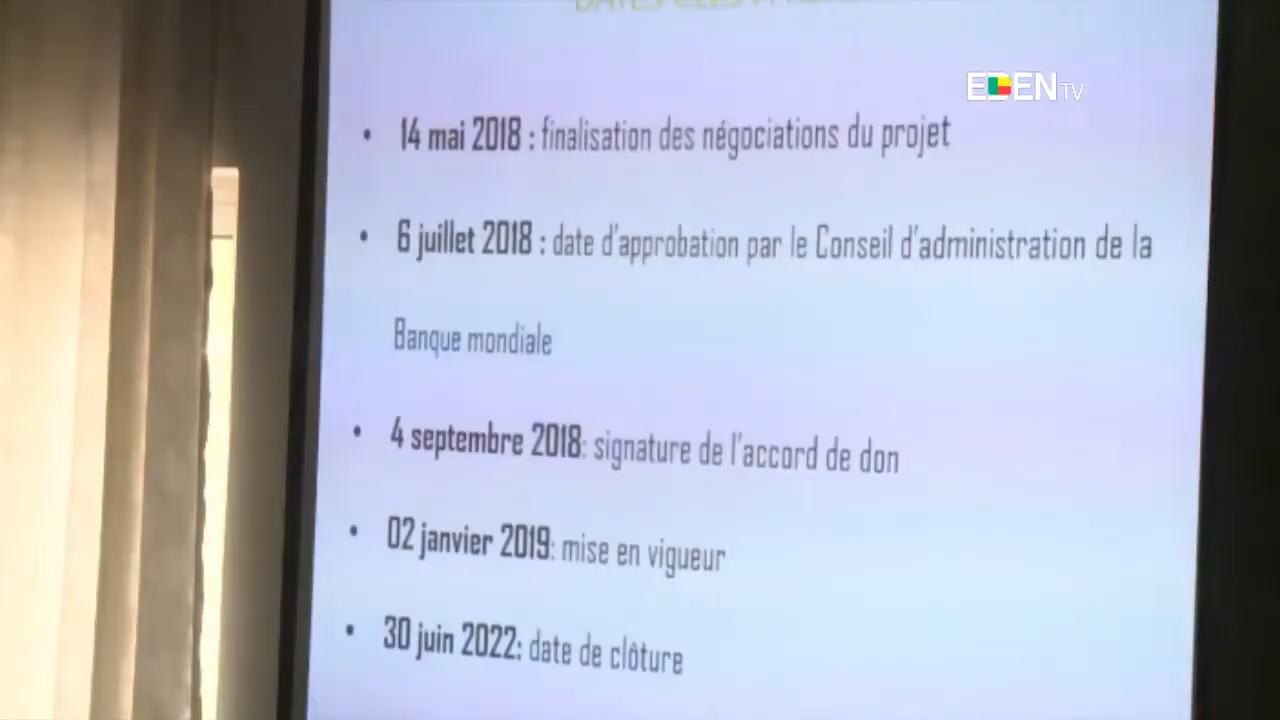 EDEN TV
• 14 mai 2018 : finalisation des négociations du projet
• 6 juillet 2018 : date d'approbation par le Conseil d'administration de la
Banque mondiale
• 4 septembre 2018: signature de l'accord de don
• 02 janvier 2019: mise en vigueur
• 30 juin 2022: date de clôture